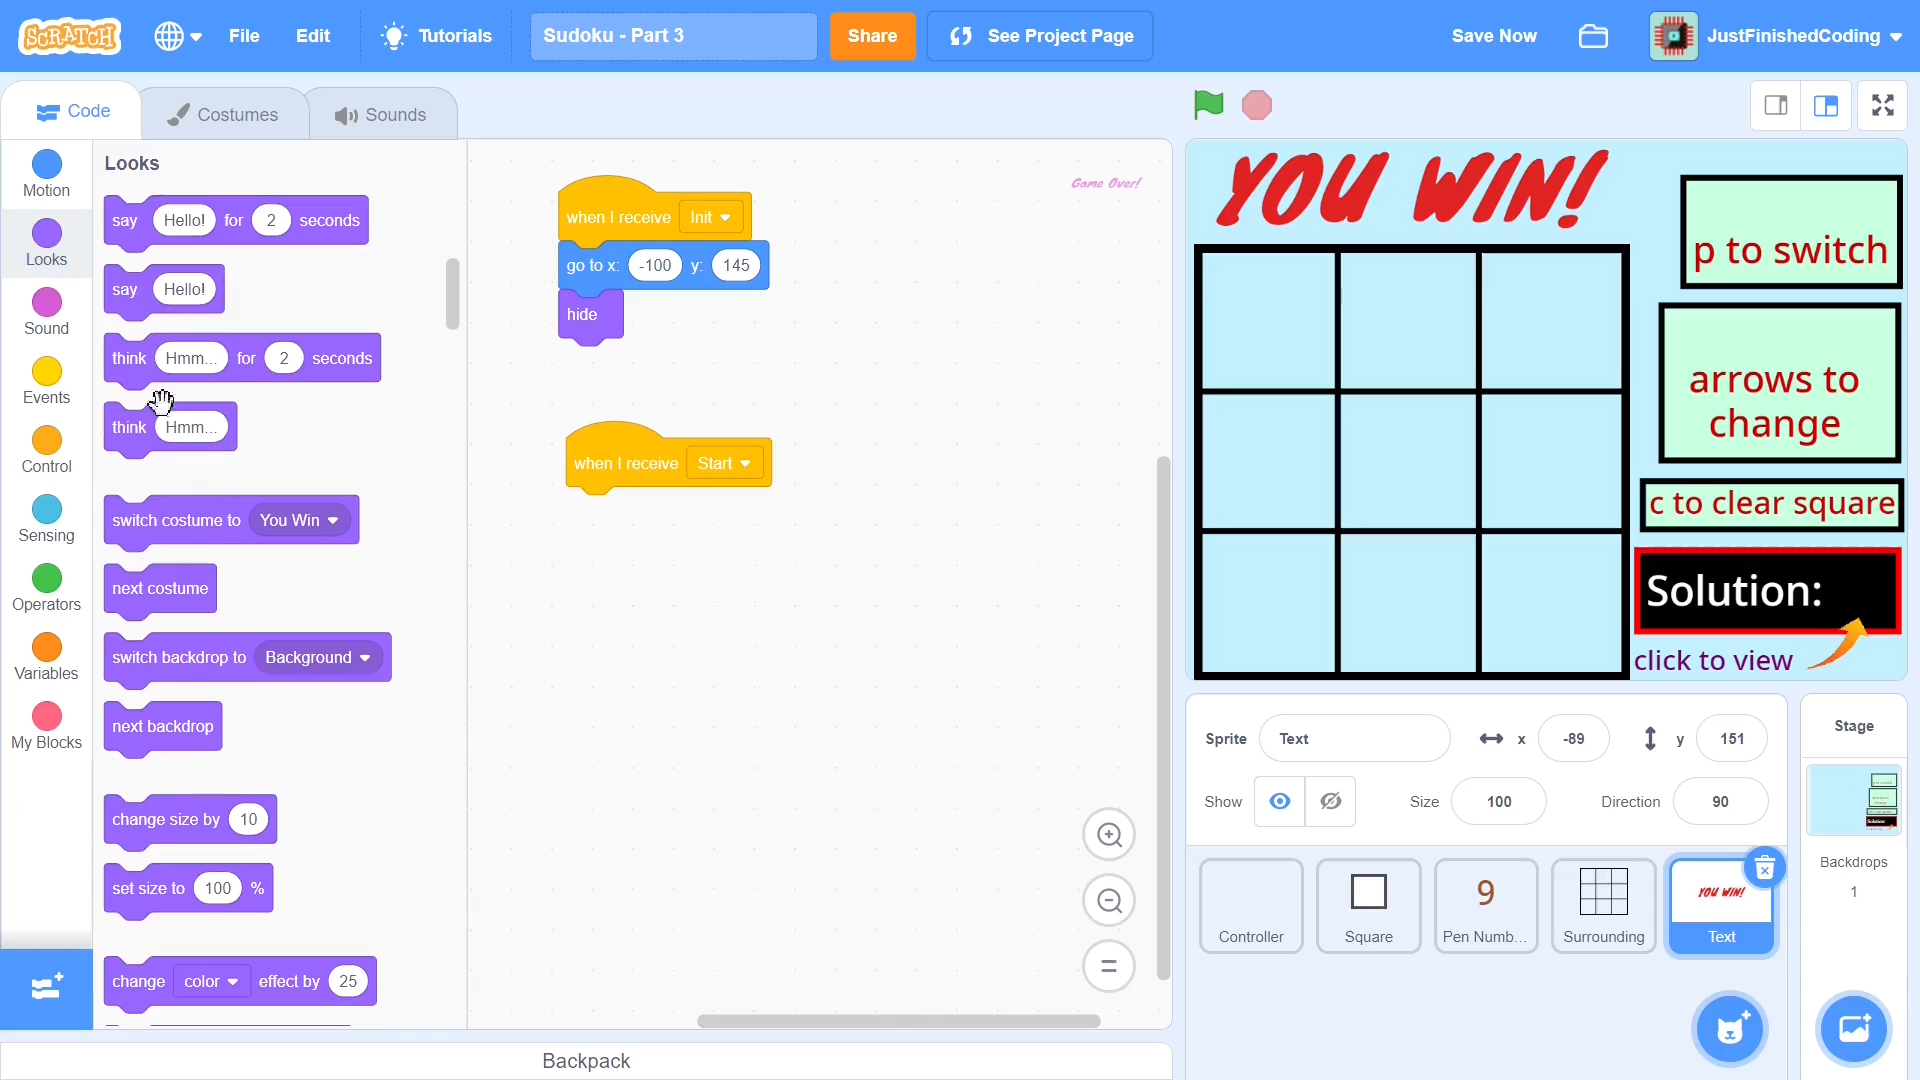 SCRATCH
File
Edit
Tutorials
Sudoku - Part 3
Share
See Project Page
Save Now
JustFinishedCoding
Code
Costumes
Sounds
Motion
Looks
Sound
Events
Control
Sensing
Operators
Variables
My Blocks
Looks
say Hello! for 2 seconds
say Hello!
think Hmm... for 2 seconds
think Hmm...
switch costume to You Win
next costume
switch backdrop to Background
next backdrop
change size by 10
set size to 100 %
change color effect by 25
when I receive Init
go to x: -100 y: 145
hide
when I receive Start
Game Over!
Backpack
YOU WIN!
p to switch
arrows to
change
c to clear square
Solution:
click to view
Sprite Text x -89 y 151
Show Size 100 Direction 90
Controller
Square
9
Pen Numb...
Surrounding
YOU WIN!
Text
Stage
Solution:
Backdrops
1